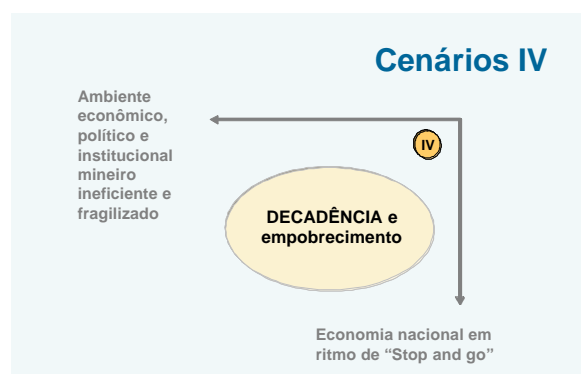 Cenários IV
Ambiente
econômico,
político e
institucional
mineiro
ineficiente e
fragilizado
IV
DECADÊNCIA e
empobrecimento
Economia nacional em
ritmo de “Stop and go”